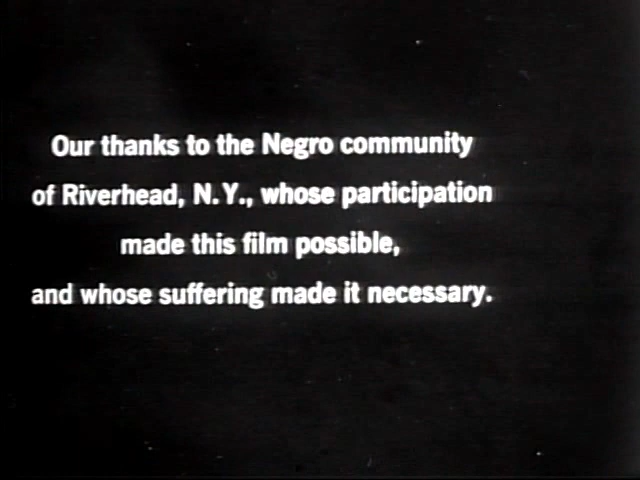 Our thanks to the Negro community
of Riverhead, N.Y., whose participation
made this film possible,
and whose suffering made it necessary.